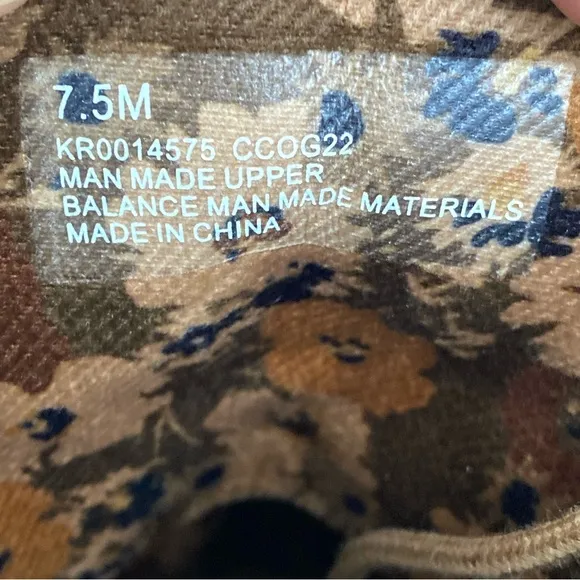 7.5M
KR0014575 CCOG22
MAN MADE UPPER
BALANCE MAN MADE MATERIALS
MADE IN CHINA